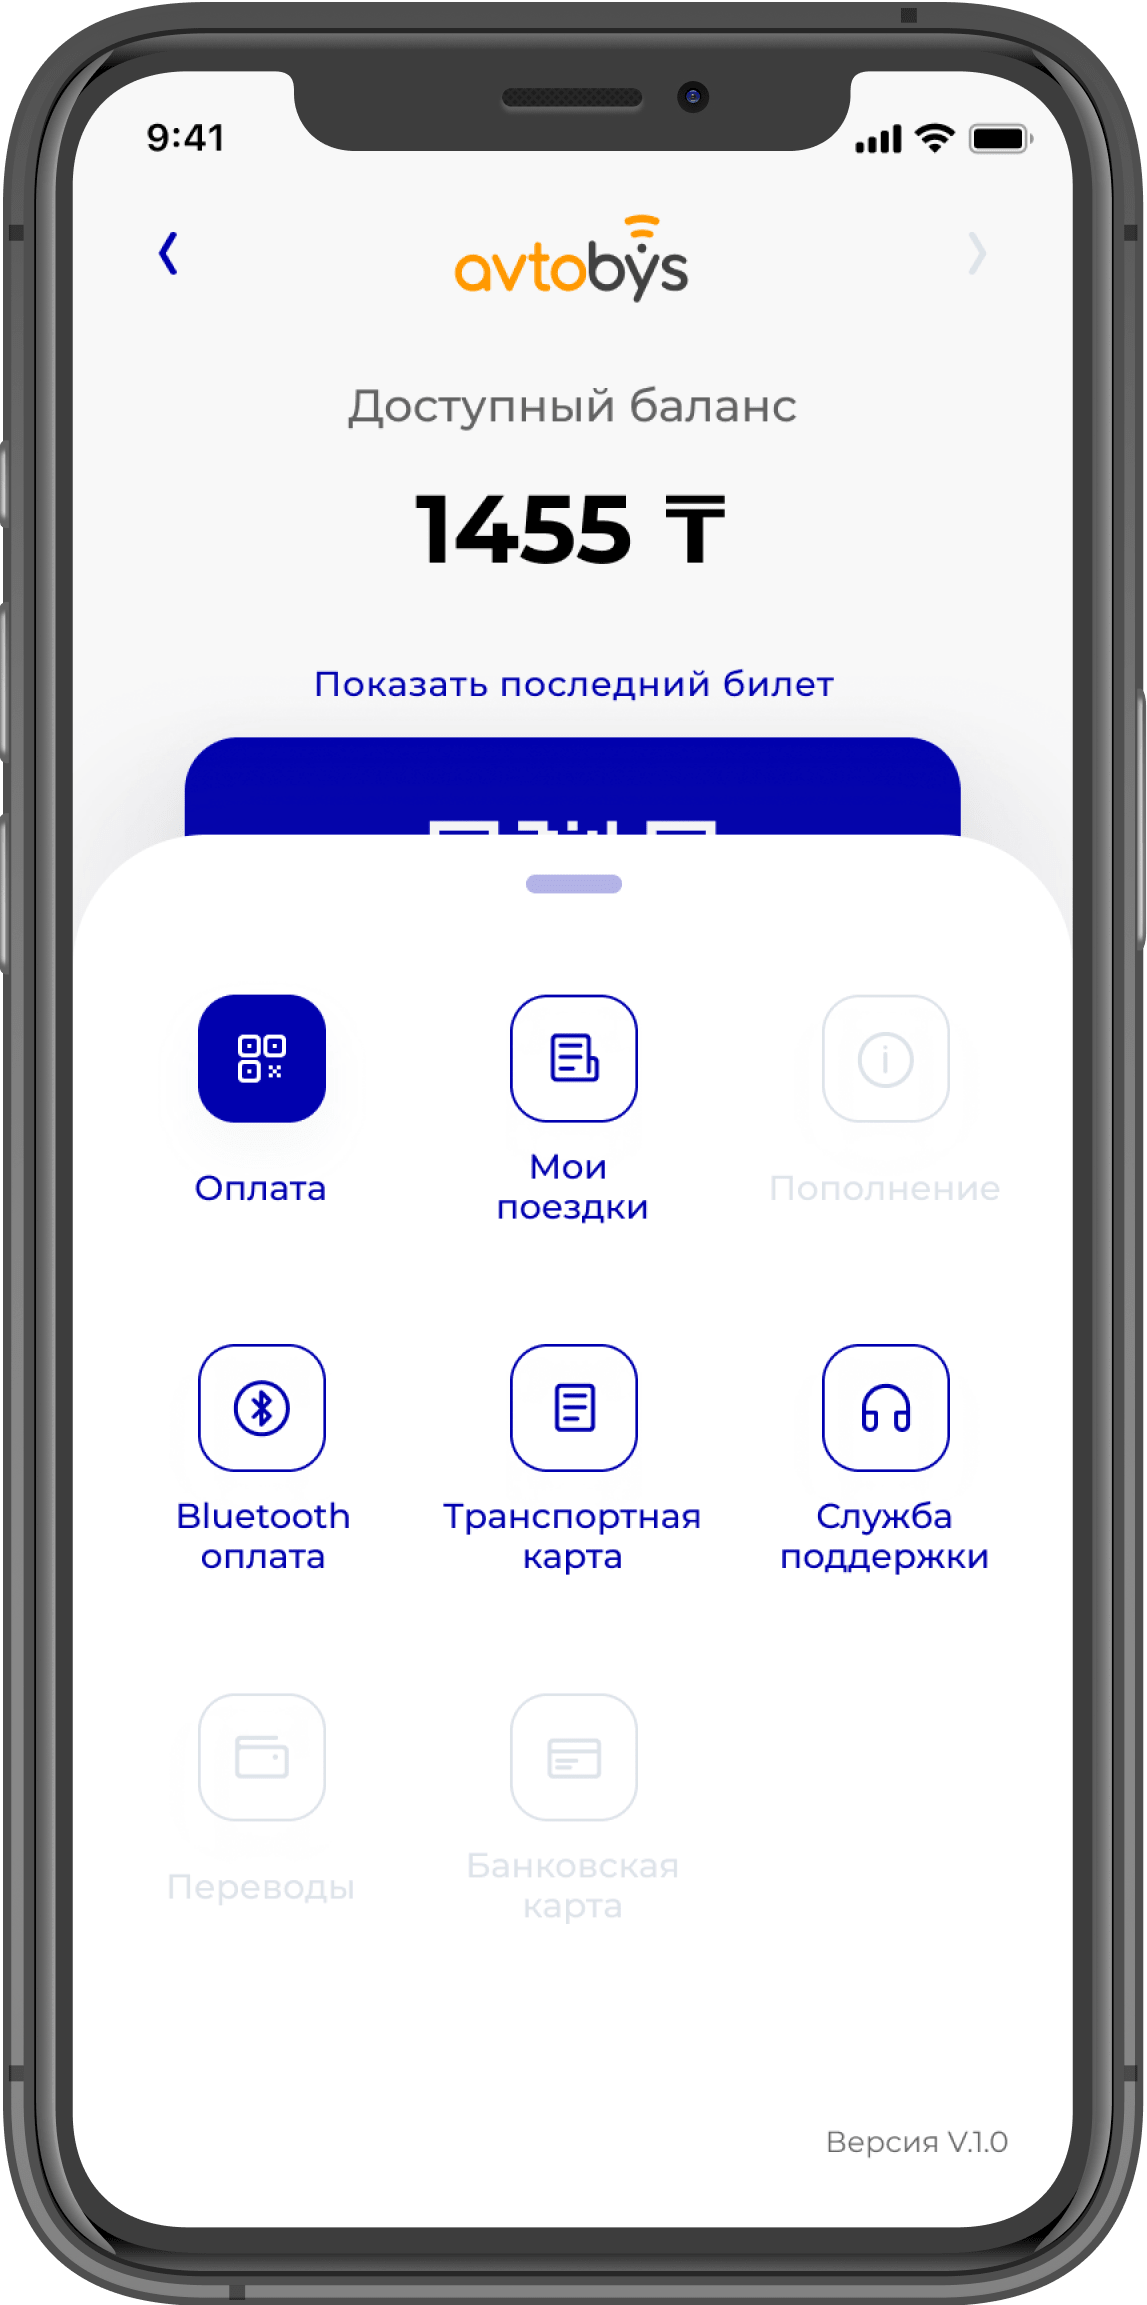 9:41
avtobẏs
Доступный баланс
1455 ₸
Показать последний билет
Оплата
Мои
поездки
Пополнение
Bluetooth
оплата
Транспортная
карта
Служба
поддержки
Переводы
Банковская
карта
Версия V.1.0